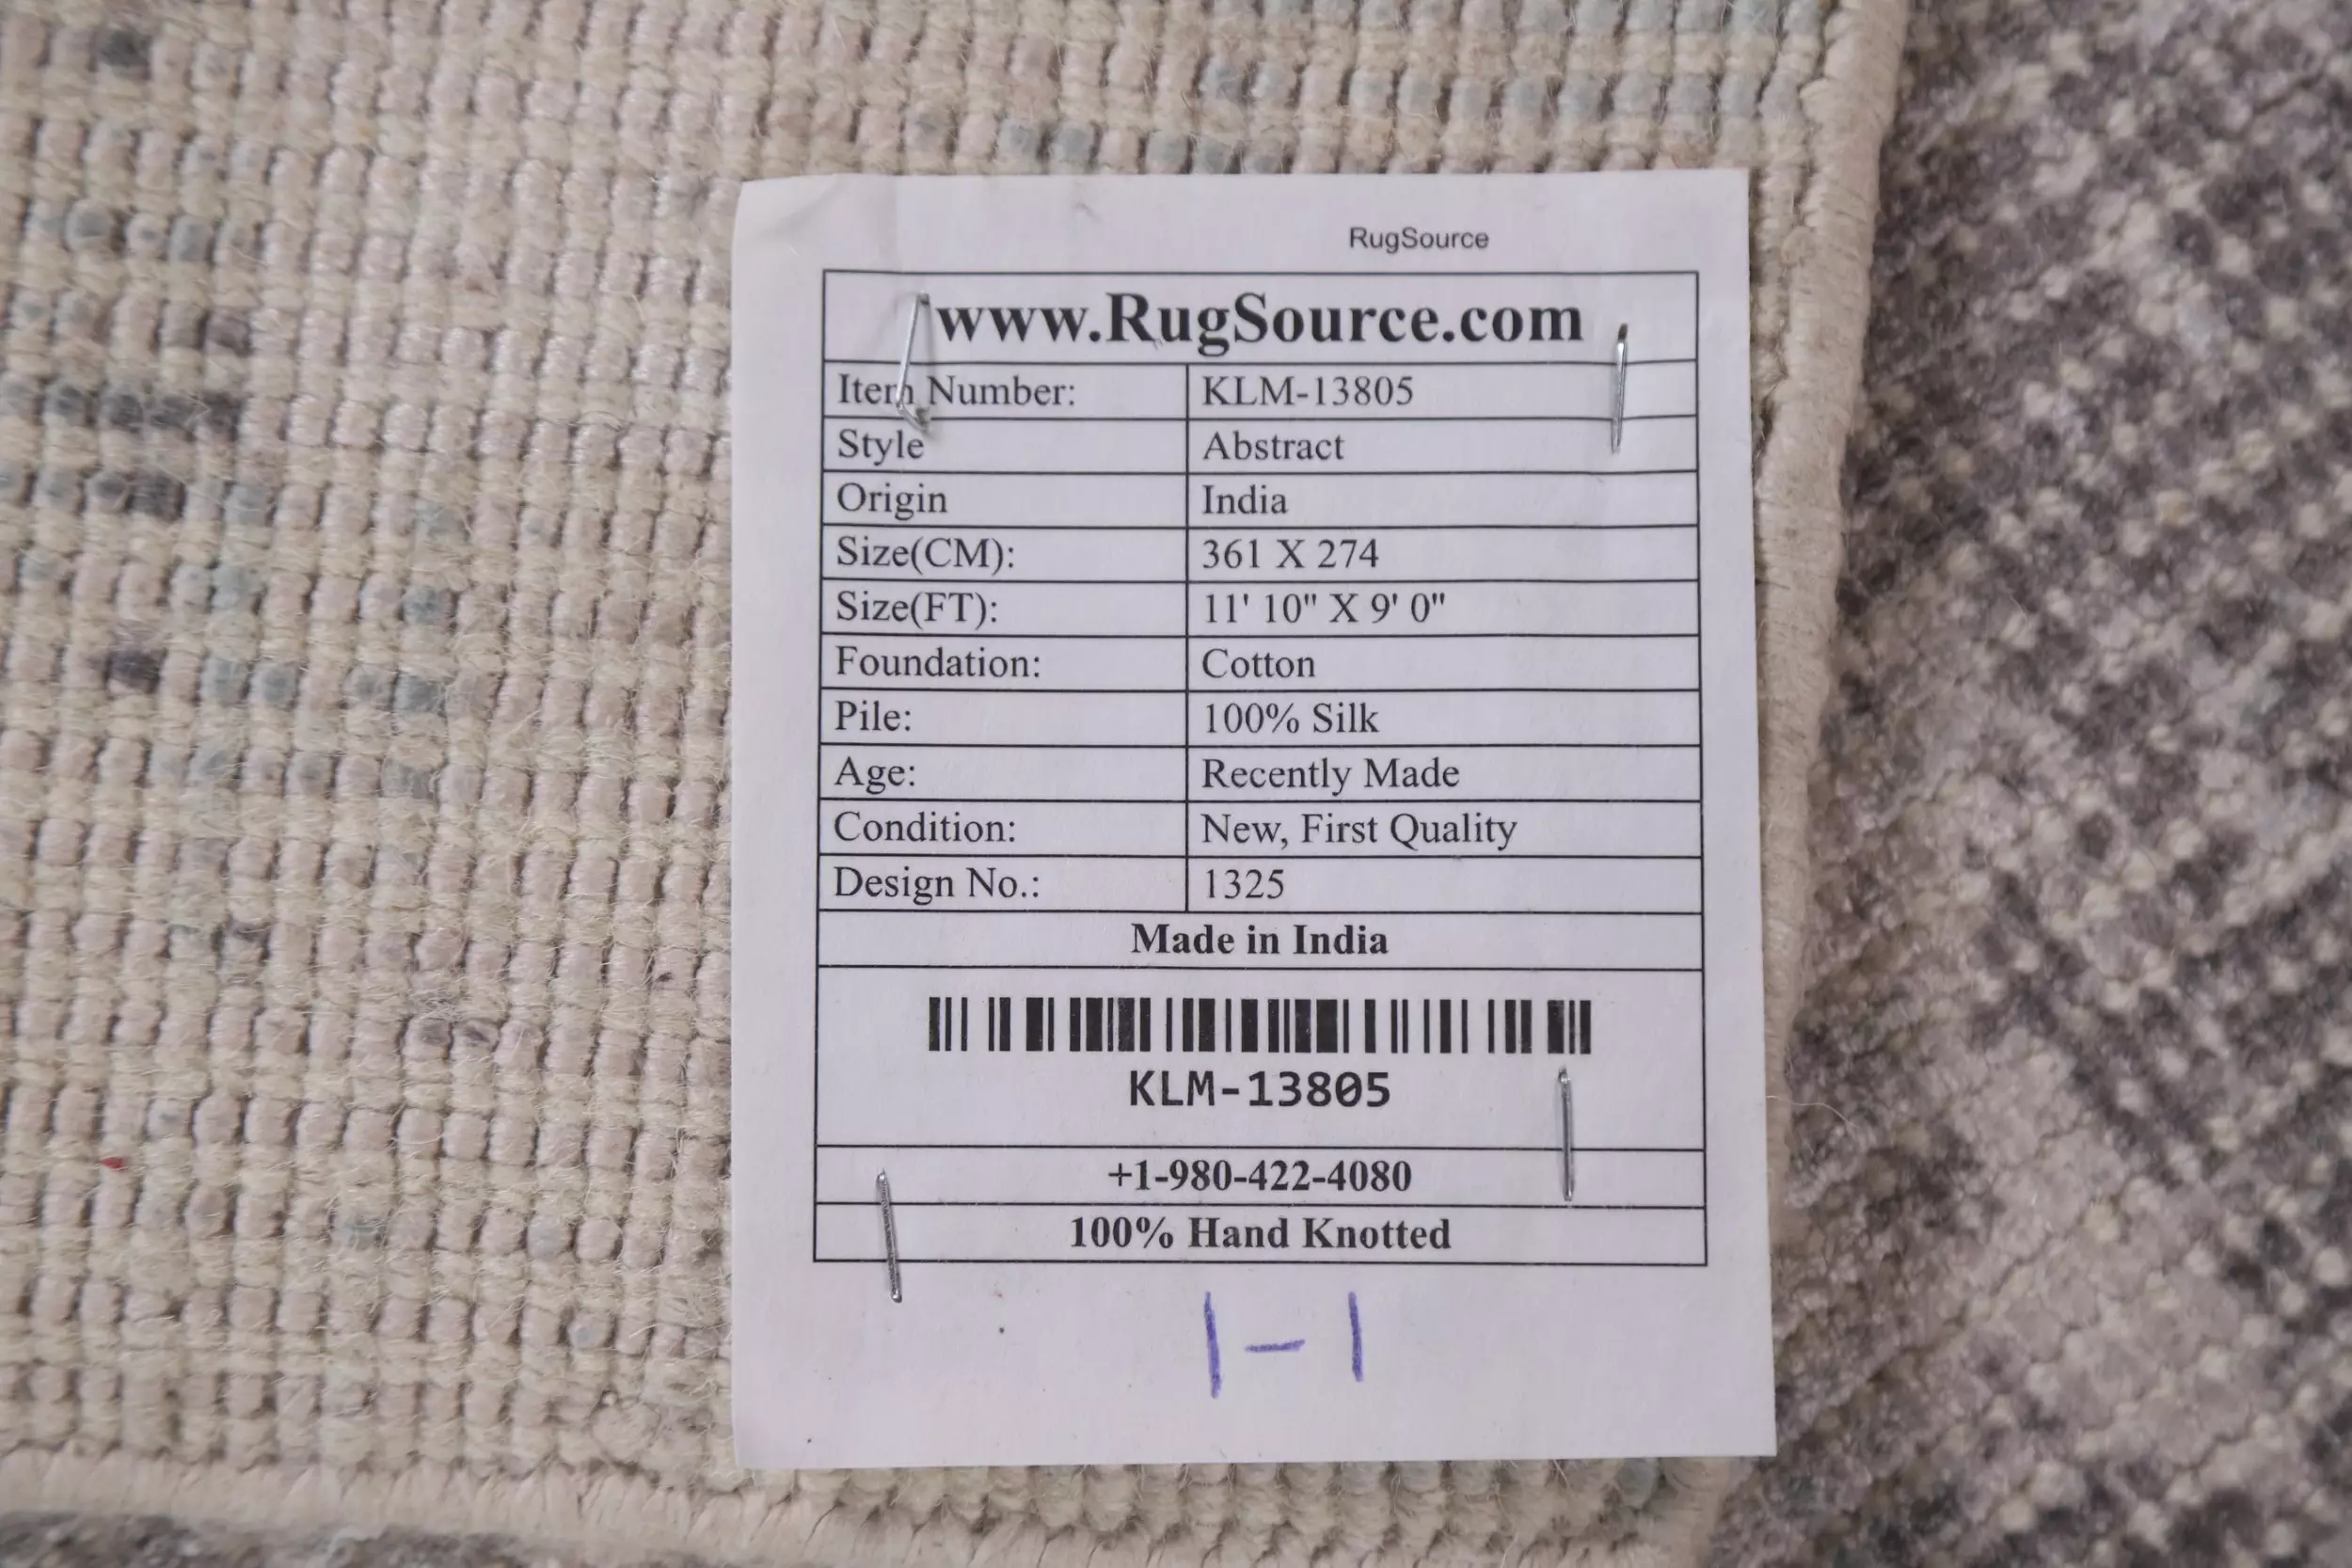 RugSource
www.RugSource.com
Item Number: KLM-13805
Style Abstract
Origin India
Size(CM): 361 X 274
Size(FT): 11' 10" X 9' 0"
Foundation: Cotton
Pile: 100% Silk
Age: Recently Made
Condition: New, First Quality
Design No.: 1325
Made in India
KLM-13805
+1-980-422-4080
100% Hand Knotted
1-1